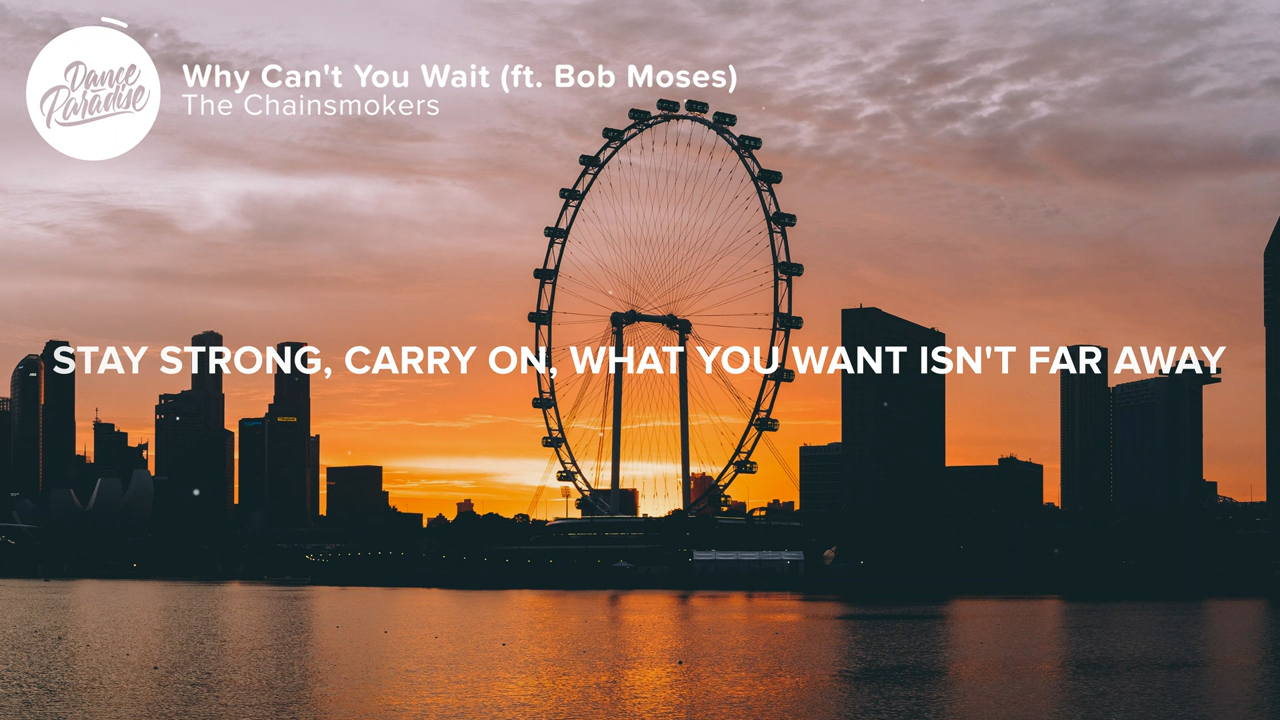 Dance
Paradise
Why Can't You Wait (ft. Bob Moses)
The Chainsmokers
STAY STRONG, CARRY ON, WHAT YOU WANT ISN'T FAR AWAY